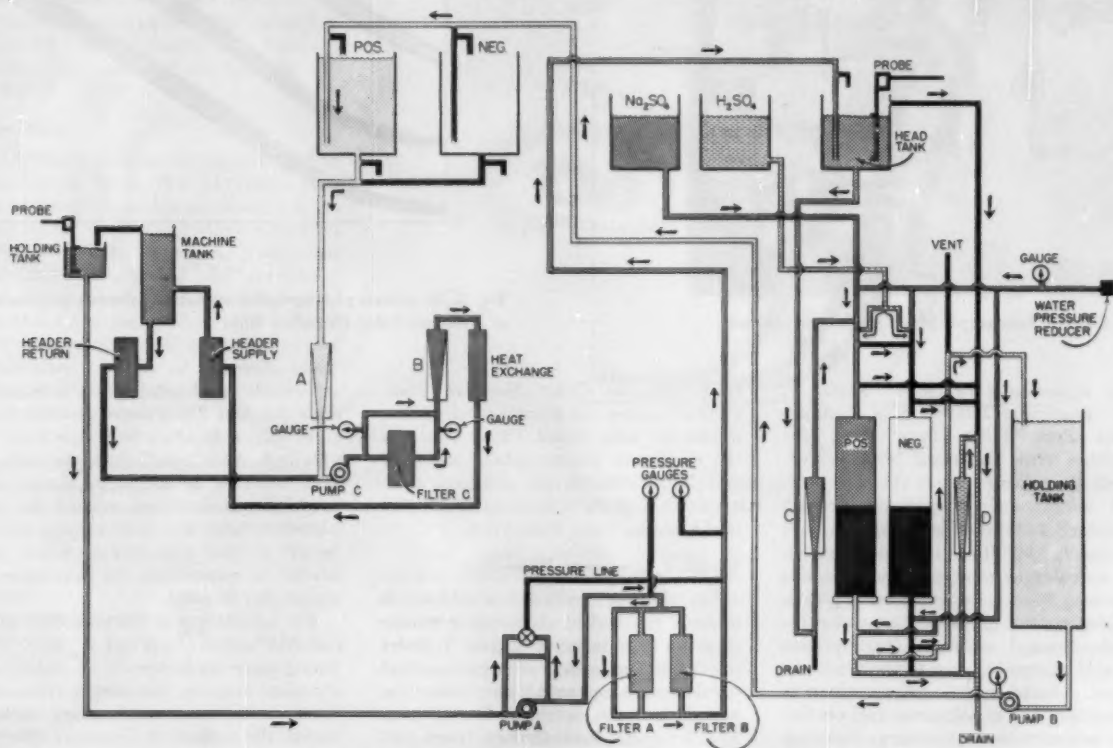 POS.
NEG.
PROBE
Na2SO4
H2SO4
HEAD
TANK
PROBE
HOLDING
TANK
MACHINE
TANK
VENT
GAUGE
WATER
PRESSURE
REDUCER
HEADER
RETURN
HEADER
SUPPLY
A
B
HEAT
EXCHANGE
GAUGE
GAUGE
POS.
NEG.
PUMP C
FILTER C
PRESSURE
GAUGES
C
D
HOLDING
TANK
PRESSURE LINE
DRAIN
PUMP A
FILTER A
FILTER B
PUMP B
DRAIN